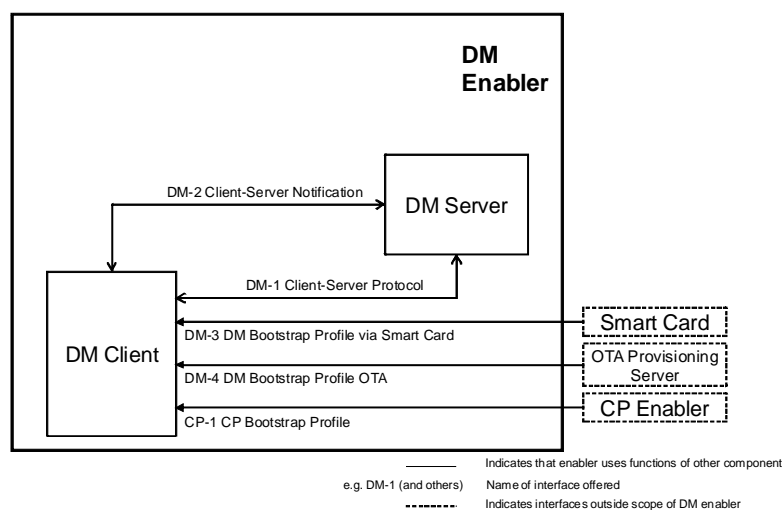 DM
Enabler
DM-2 Client-Server Notification
DM Server
DM-1 Client-Server Protocol
DM Client
DM-3 DM Bootstrap Profile via Smart Card
Smart Card
DM-4 DM Bootstrap Profile OTA
OTA Provisioning
Server
CP-1 CP Bootstrap Profile
CP Enabler
Indicates that enabler uses functions of other component
e.g. DM-1 (and others) Name of interface offered
Indicates interfaces outside scope of DM enabler